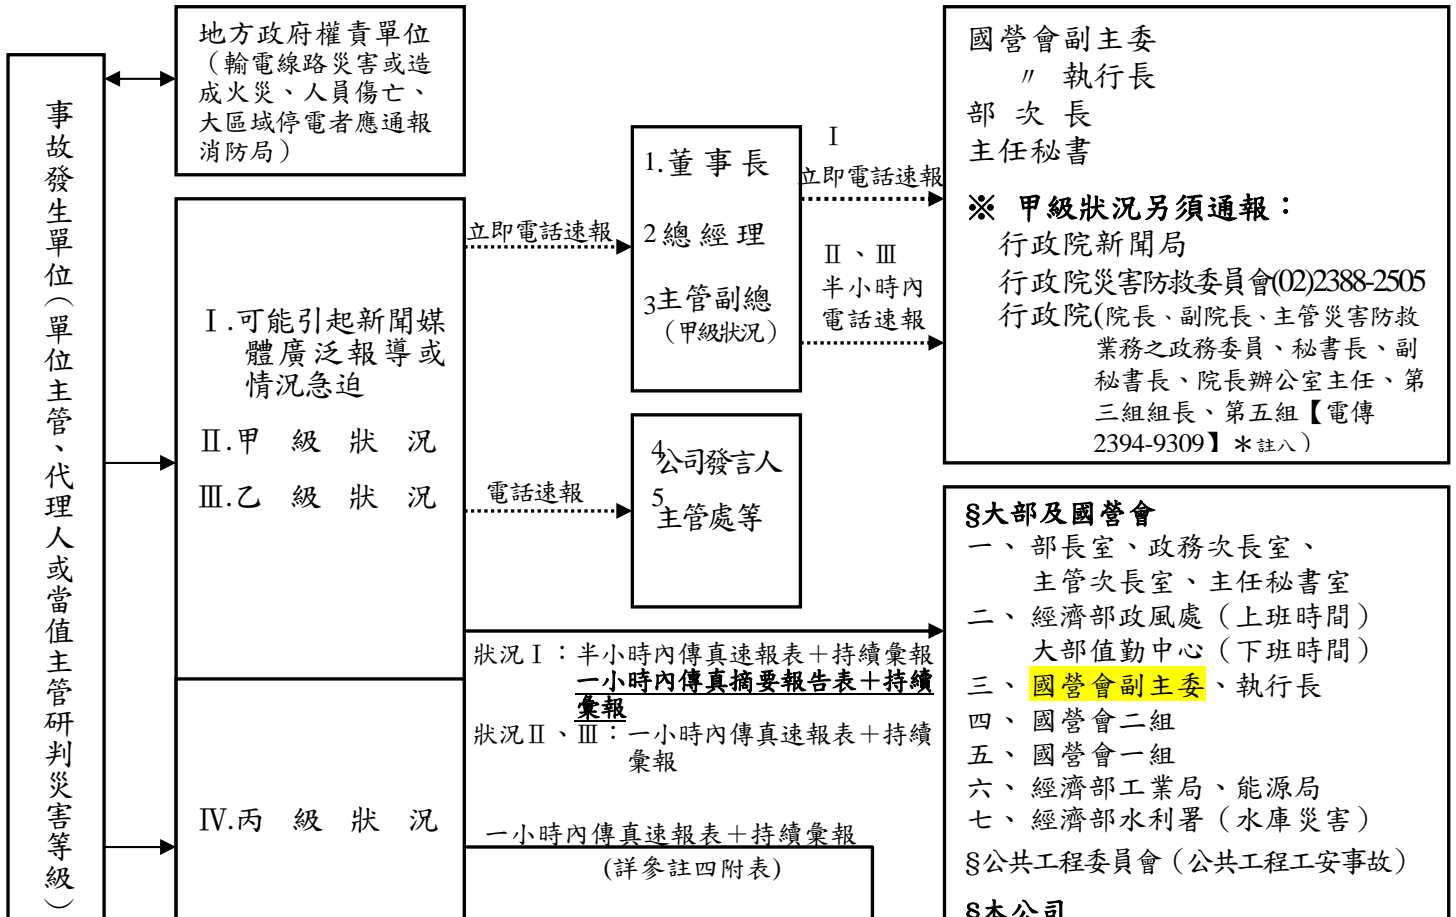 事故發生單位（單位主管、代理人或當值主管研判災害等級）
地方政府權責單位
（輸電線路災害或造
成火災、人員傷亡、
大區域停電者應通報
消防局）
Ⅰ.可能引起新聞媒
體廣泛報導或
情況急迫
Ⅱ.甲 級 狀 況
Ⅲ.乙 級 狀 況
Ⅳ.丙 級 狀 況
立即電話速報
電話速報
1.董 事 長
2總 經 理
3主管副總
（甲級狀況）
4公司發言人
5主管處等
Ⅰ
立即電話速報
Ⅱ、Ⅲ
半小時內
電話速報
國營會副主委
〃 執行長
部 次 長
主任秘書
※ 甲級狀況另須通報：
行政院新聞局
行政院災害防救委員會(02)2388-2505
行政院(院長、副院長、主管災害防救
業務之政務委員、秘書長、副
秘書長、院長辦公室主任、第
三組組長、第五組【電傳
2394-9309】＊註八）
狀況Ⅰ：半小時內傳真速報表＋持續彙報
一小時內傳真摘要報告表＋持續
彙報
狀況Ⅱ、Ⅲ：一小時內傳真速報表＋持續
彙報
一小時內傳真速報表＋持續彙報
(詳參註四附表)
§大部及國營會
一、部長室、政務次長室、
主管次長室、主任秘書室
二、經濟部政風處（上班時間）
大部值勤中心（下班時間）
三、國營會副主委、執行長
四、國營會二組
五、國營會一組
六、經濟部工業局、能源局
七、經濟部水利署（水庫災害）
§公共工程委員會（公共工程工安事故）
§本公司